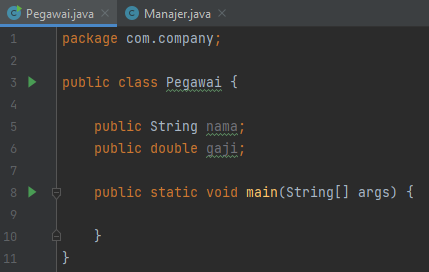 Pegawai.java × Manajer.java ×
1 package com.company;
2
3 public class Pegawai {
4
5 public String nama;
6 public double gaji;
7
8 public static void main(String[] args) {
9
10 }
11 }